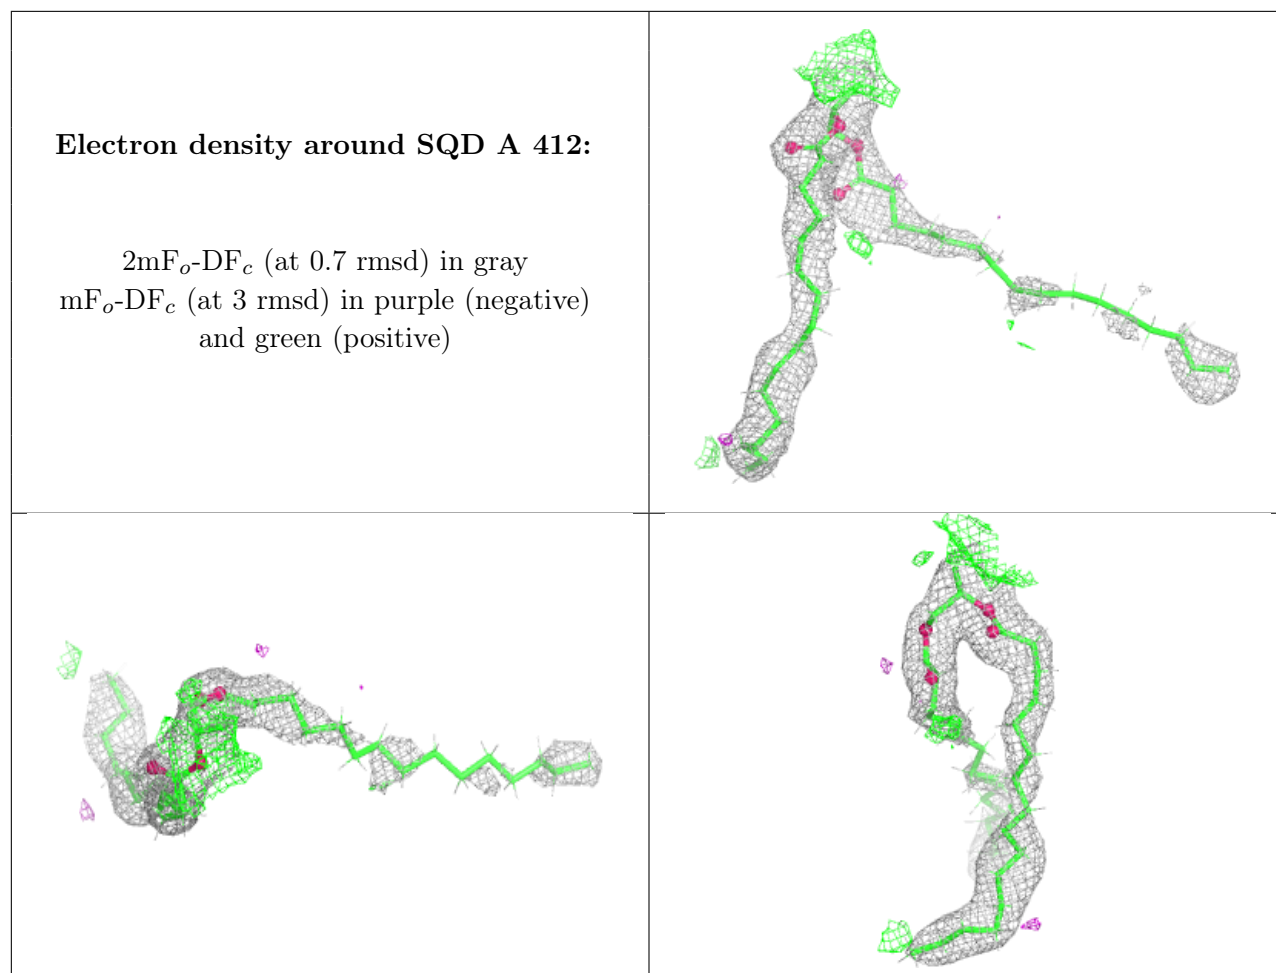 Electron density around SQD A 412:
2mFo-DFc (at 0.7 rmsd) in gray
mFo-DFc (at 3 rmsd) in purple (negative)
and green (positive)